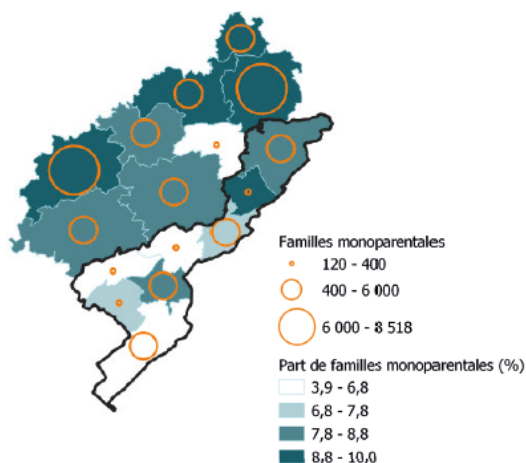 Familles monoparentales
120 - 400
400 - 6 000
6 000 - 8 518
Part de familles monoparentales (%)
3,9 - 6,8
6,8 - 7,8
7,8 - 8,8
8,8 - 10,0